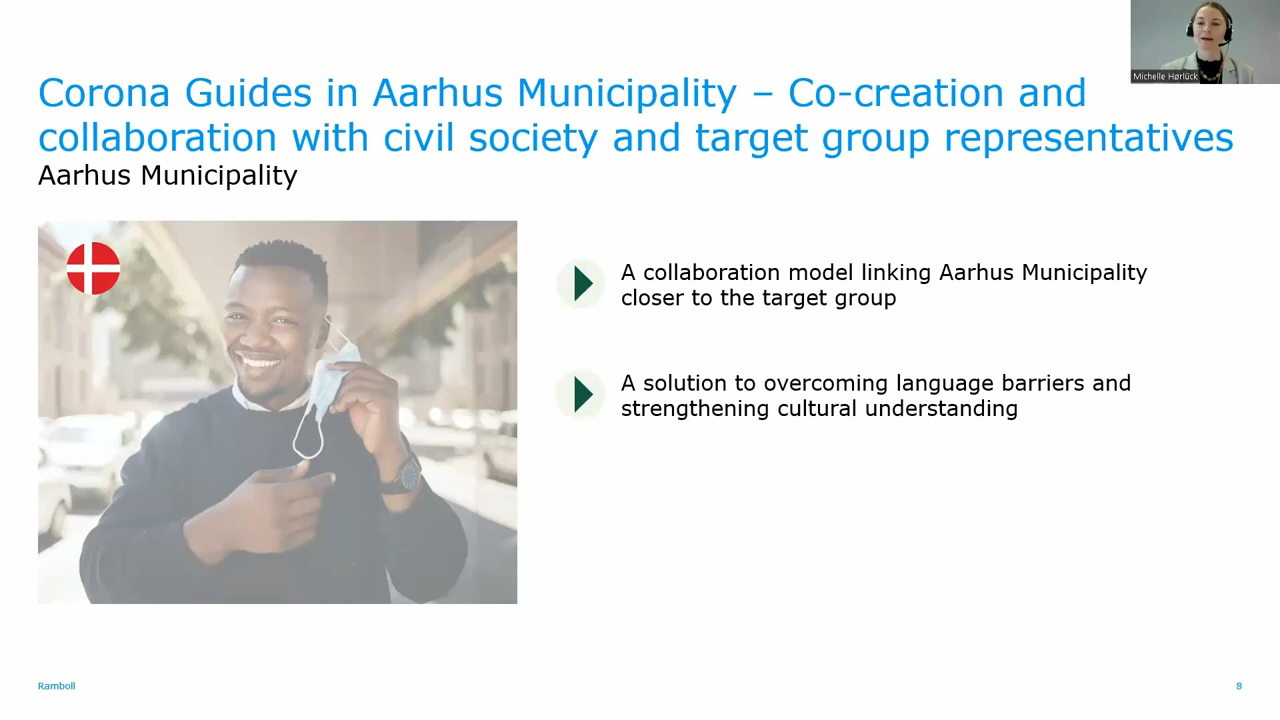 Michelle Hørlück
Corona Guides in Aarhus Municipality – Co-creation and
collaboration with civil society and target group representatives
Aarhus Municipality
A collaboration model linking Aarhus Municipality
closer to the target group
A solution to overcoming language barriers and
strengthening cultural understanding
Ramboll
8